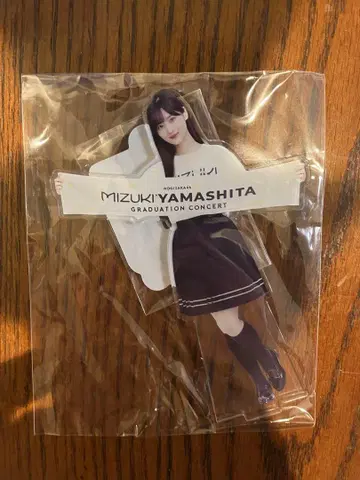 NOGIZAKA46
MIZUKI YAMASHITA
GRADUATION CONCERT